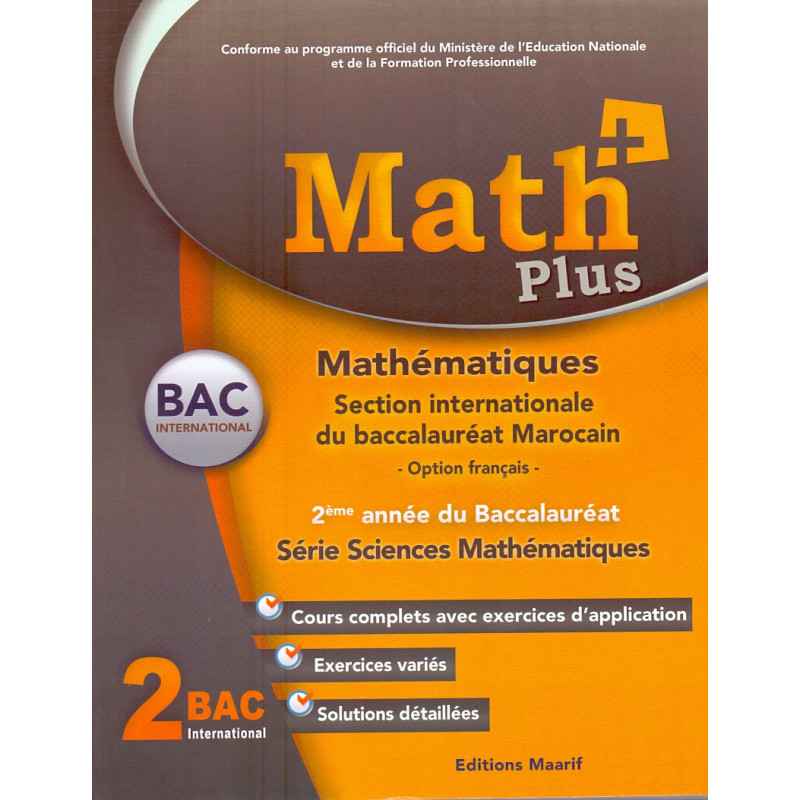 Conforme au programme officiel du Ministère de l'Education Nationale
et de la Formation Professionnelle
Math+
Plus
Mathématiques
BAC
INTERNATIONAL
Section internationale
du baccalauréat Marocain
- Option français -
2ème année du Baccalauréat
Série Sciences Mathématiques
Cours complets avec exercices d'application
Exercices variés
Solutions détaillées
2 BAC
International
Editions Maarif